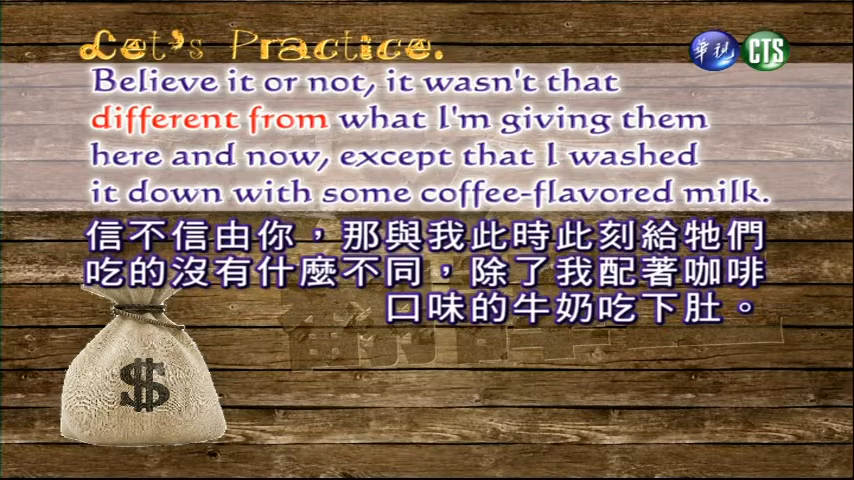 Let's Practice.
華視 CTS
Believe it or not, it wasn't that
different from what I'm giving them
here and now, except that I washed
it down with some coffee-flavored milk.
信不信由你，那與我此時此刻給牠們
吃的沒有什麼不同，除了我配著咖啡
口味的牛奶吃下肚。
$